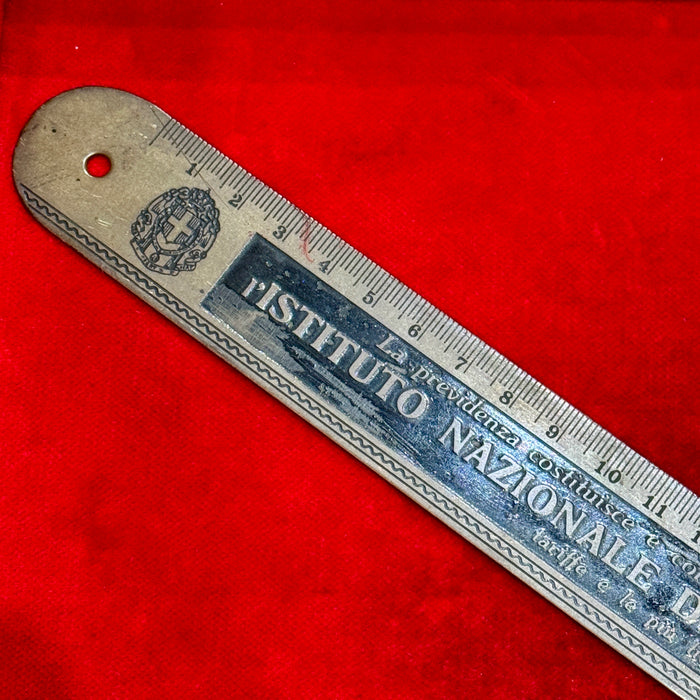 1 2 3 4 5 6 7 8 9 10 11
La previdenza costituisce e
l'ISTITUTO NAZIONALE
tariffe e le più